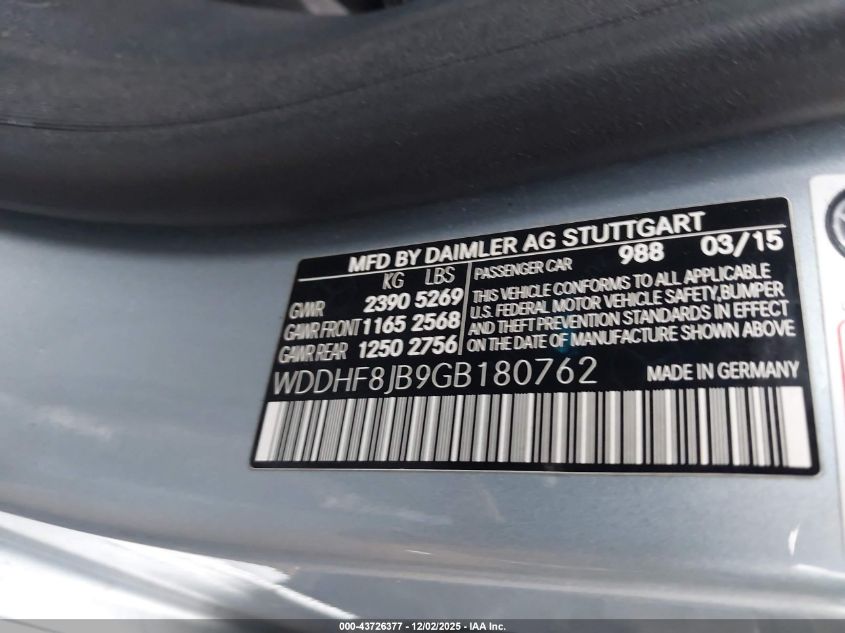 MFD BY DAIMLER AG STUTTGART
KG LBS PASSENGER CAR 988 03/15
GVWR 2390 5269 THIS VEHICLE CONFORMS TO ALL APPLICABLE
GAWR FRONT 1165 2568 U.S. FEDERAL MOTOR VEHICLE SAFETY, BUMPER
GAWR REAR 1250 2756 AND THEFT PREVENTION STANDARDS IN EFFECT
ON THE DATE OF MANUFACTURE SHOWN ABOVE
WDDHF8JB9GB180762 MADE IN GERMANY
000-43726377 - 12/02/2025 - IAA Inc.